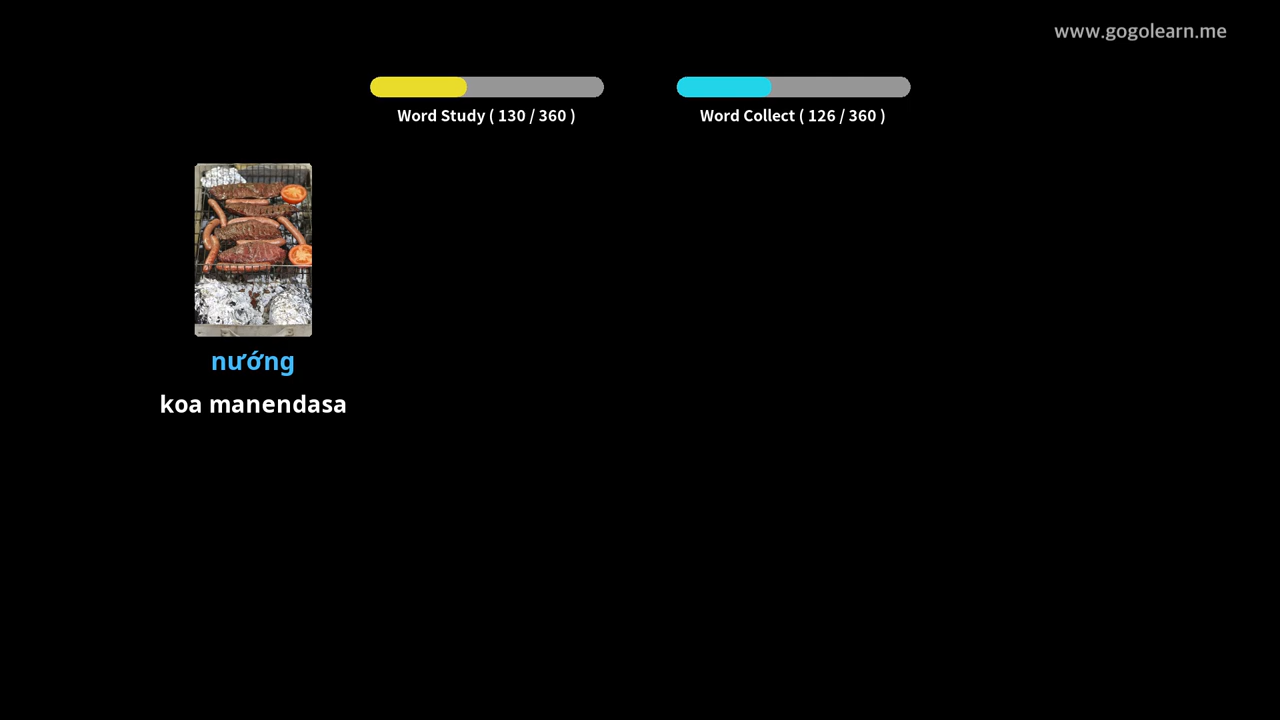 www.gogolearn.me
Word Study ( 130 / 360 )
Word Collect ( 126 / 360 )
nướng
koa manendasa